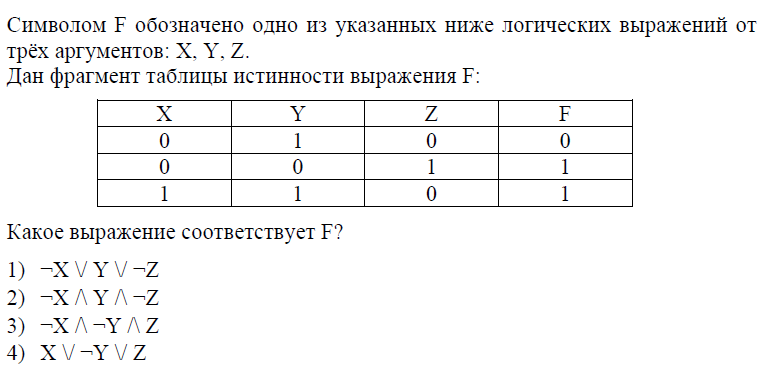 Символом F обозначено одно из указанных ниже логических выражений от
трёх аргументов: X, Y, Z.
Дан фрагмент таблицы истинности выражения F:
X Y Z F
0 1 0 0
0 0 1 1
1 1 0 1
Какое выражение соответствует F?
1) ¬X \/ Y \/ ¬Z
2) ¬X /\ Y /\ ¬Z
3) ¬X /\ ¬Y /\ Z
4) X \/ ¬Y \/ Z